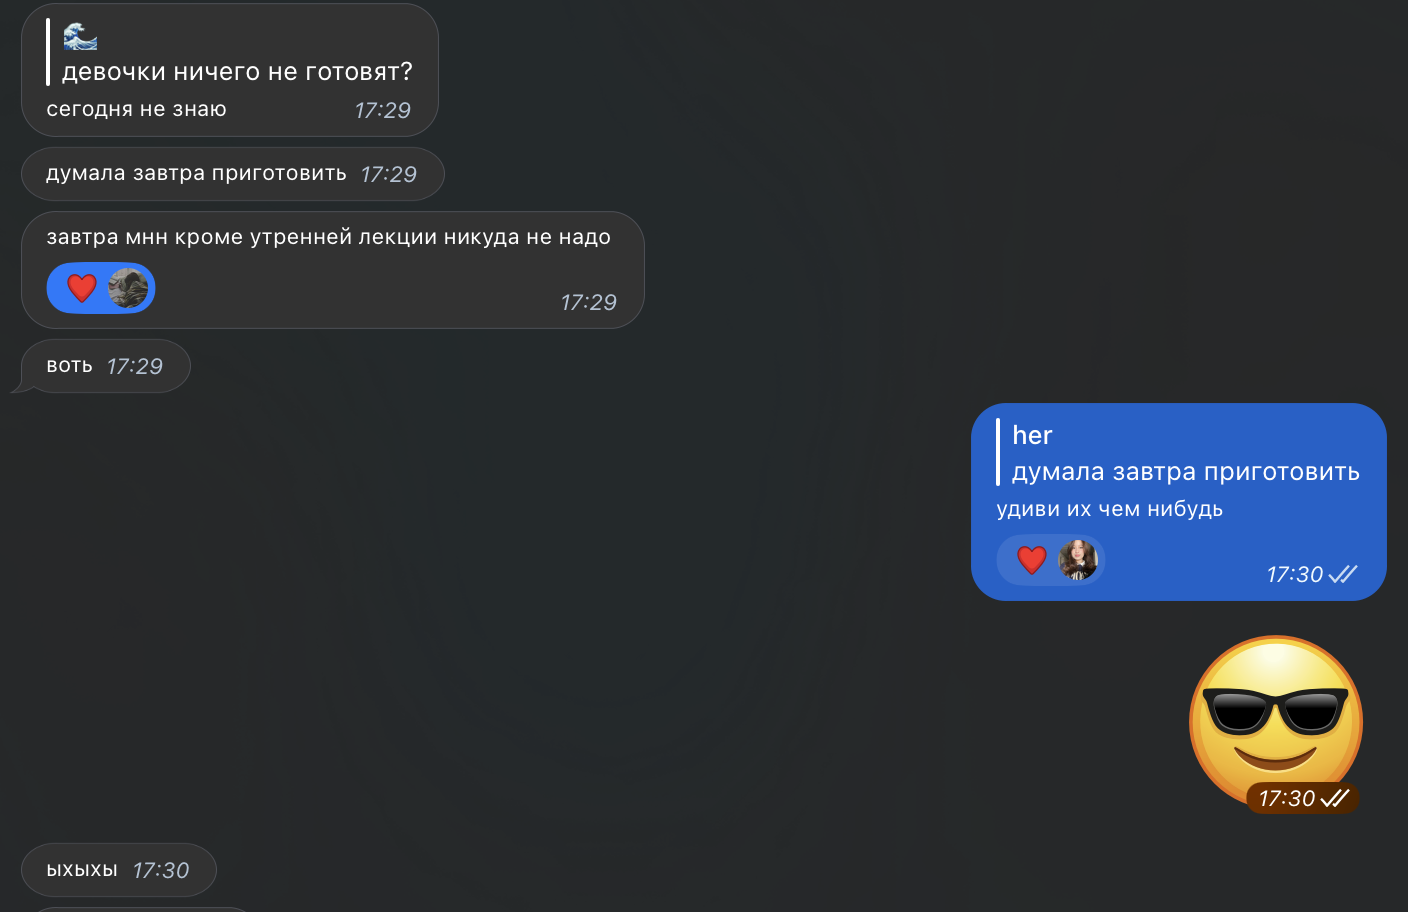 девочки ничего не готовят?
сегодня не знаю 17:29
думала завтра приготовить 17:29
завтра мнн кроме утренней лекции никуда не надо
17:29
воть 17:29
her
думала завтра приготовить
удиви их чем нибудь
17:30
17:30
ыхыхы 17:30